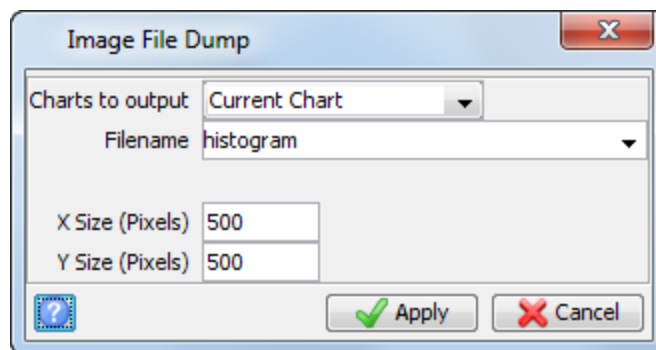 Image File Dump
Charts to output Current Chart
Filename histogram
X Size (Pixels) 500
Y Size (Pixels) 500
? Apply Cancel